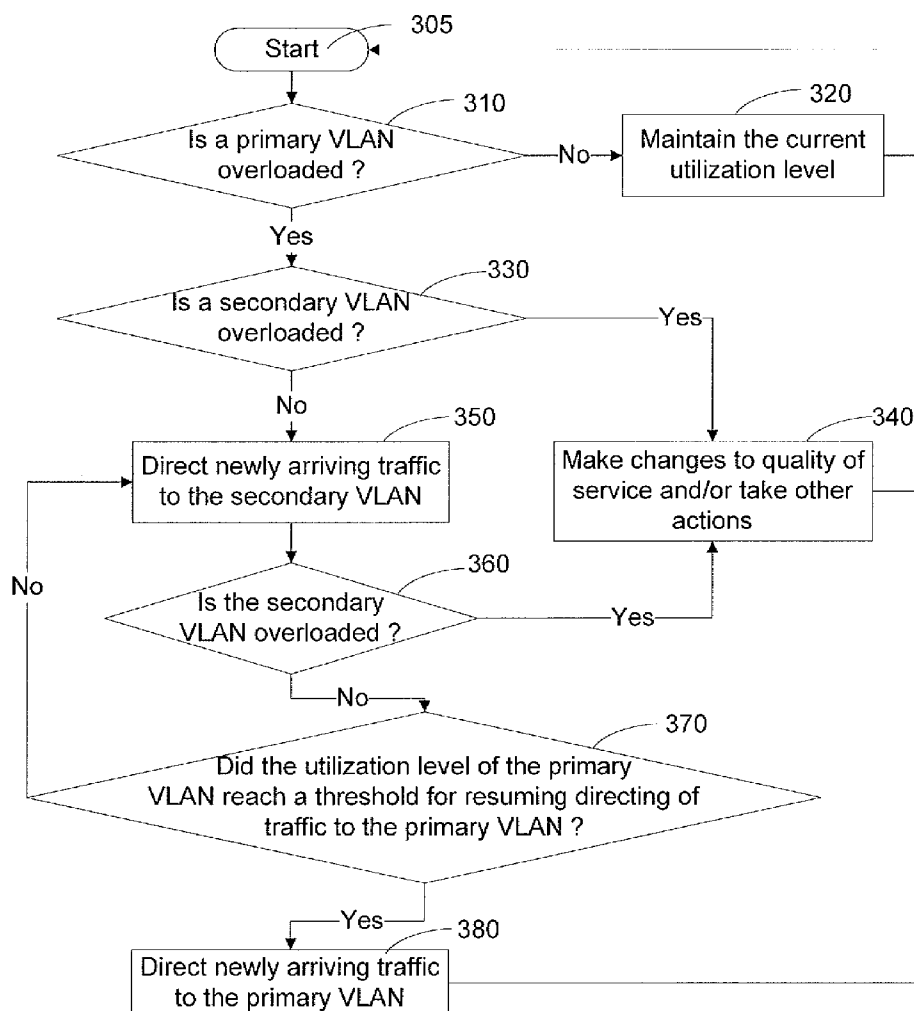 305
Start
310
Is a primary VLAN
overloaded ?
No
320
Maintain the current
utilization level
Yes
330
Is a secondary VLAN
overloaded ?
Yes
No
350
Direct newly arriving traffic
to the secondary VLAN
340
Make changes to quality of
service and/or take other
actions
No
360
Is the secondary
VLAN overloaded ?
Yes
No
370
Did the utilization level of the primary
VLAN reach a threshold for resuming directing of
traffic to the primary VLAN ?
Yes
380
Direct newly arriving traffic
to the primary VLAN